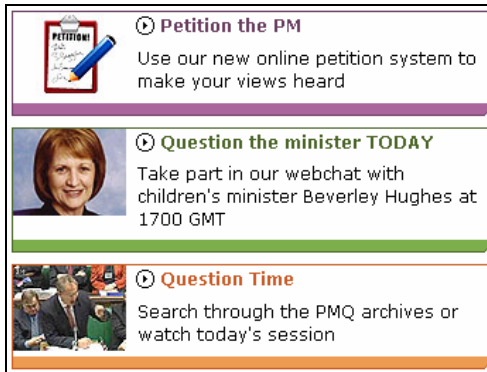 PETITION!
Petition the PM
Use our new online petition system to
make your views heard
Question the minister TODAY
Take part in our webchat with
children's minister Beverley Hughes at
1700 GMT
Question Time
Search through the PMQ archives or
watch today's session